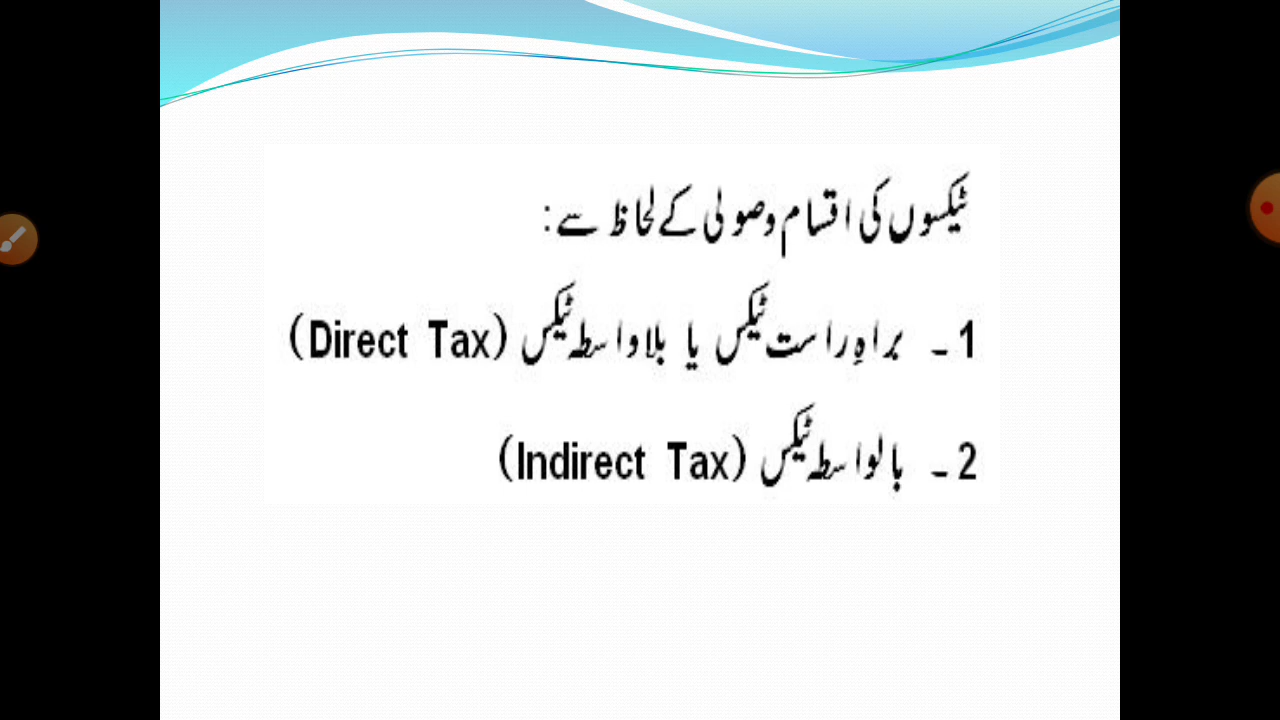 ٹیکسوں کی اقسام وصولی کے لحاظ سے:
1۔ براہِ راست ٹیکس یا بلاواسطہ ٹیکس (Direct Tax)
2۔ بالواسطہ ٹیکس (Indirect Tax)